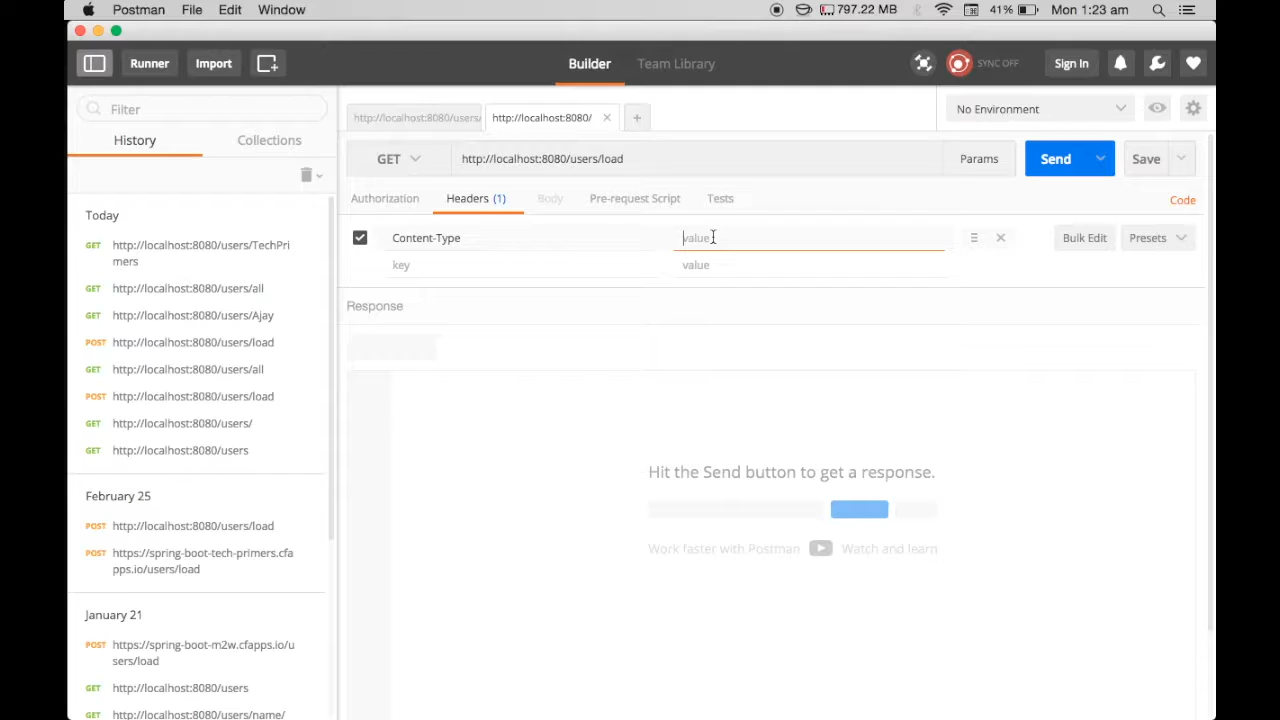 Postman File Edit Window 797.22 MB 41% Mon 1:23 am
Runner Import Builder Team Library SYNC OFF Sign In
Filter http://localhost:8080/users/ http://localhost:8080/ No Environment
History Collections
GET http://localhost:8080/users/load Params Send Save
Authorization Headers (1) Body Pre-request Script Tests Code
Content-Type value Bulk Edit Presets
key value
Response
Hit the Send button to get a response.
Work faster with Postman Watch and learn
Today
GET http://localhost:8080/users/TechPri
mers
GET http://localhost:8080/users/all
GET http://localhost:8080/users/Ajay
POST http://localhost:8080/users/load
GET http://localhost:8080/users/all
POST http://localhost:8080/users/load
GET http://localhost:8080/users/
GET http://localhost:8080/users
February 25
POST http://localhost:8080/users/load
POST https://spring-boot-tech-primers.cfa
pps.io/users/load
January 21
POST https://spring-boot-m2w.cfapps.io/u
sers/load
GET http://localhost:8080/users
GET http://localhost:8080/users/name/